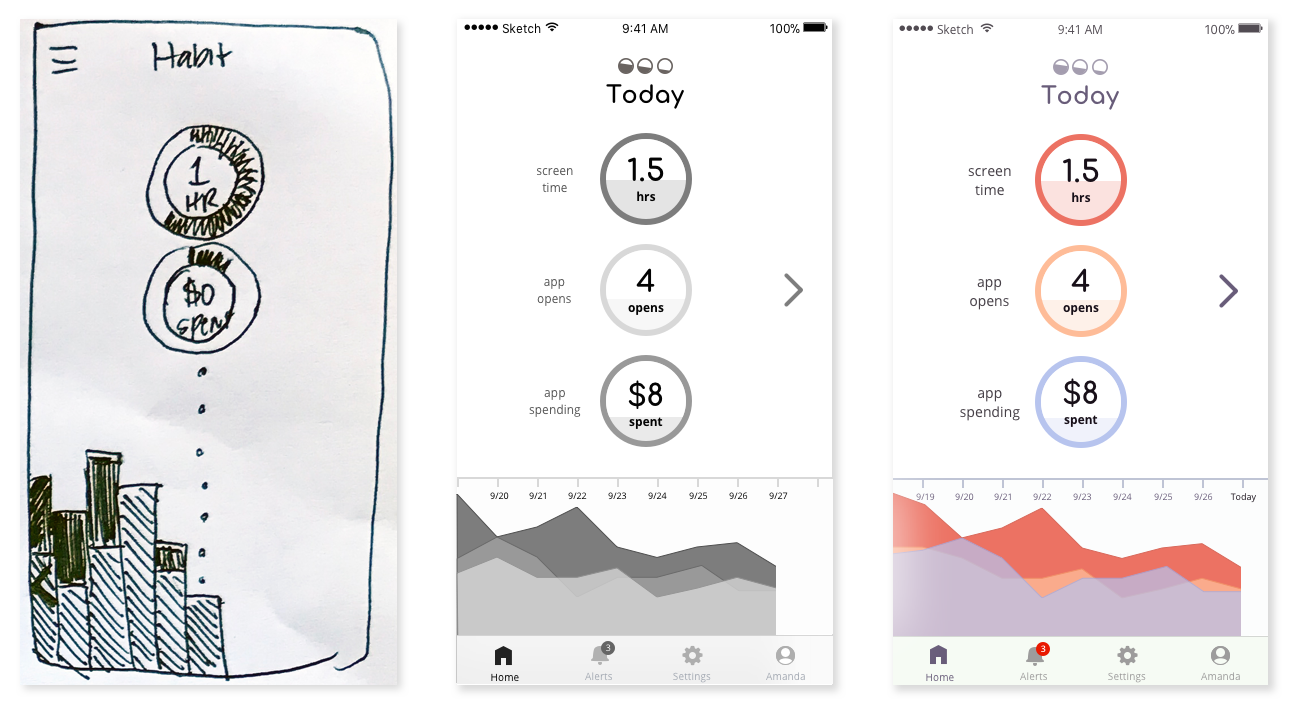 Habit
1
HR
$0
spent
Sketch 9:41 AM 100%
Today
screen
time
1.5
hrs
app
opens
4
opens
app
spending
$8
spent
9/20 9/21 9/22 9/23 9/24 9/25 9/26 9/27
3
Home Alerts Settings Amanda
Sketch 9:41 AM 100%
Today
screen
time
1.5
hrs
app
opens
4
opens
app
spending
$8
spent
9/19 9/20 9/21 9/22 9/23 9/24 9/25 9/26 Today
3
Home Alerts Settings Amanda